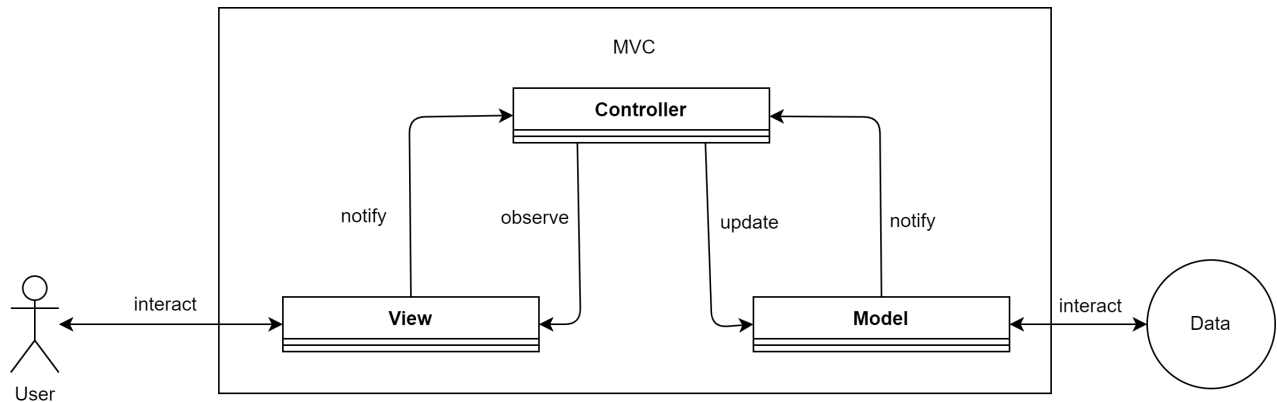 MVC
Controller
notify
observe
update
notify
interact
View
Model
interact
Data
User